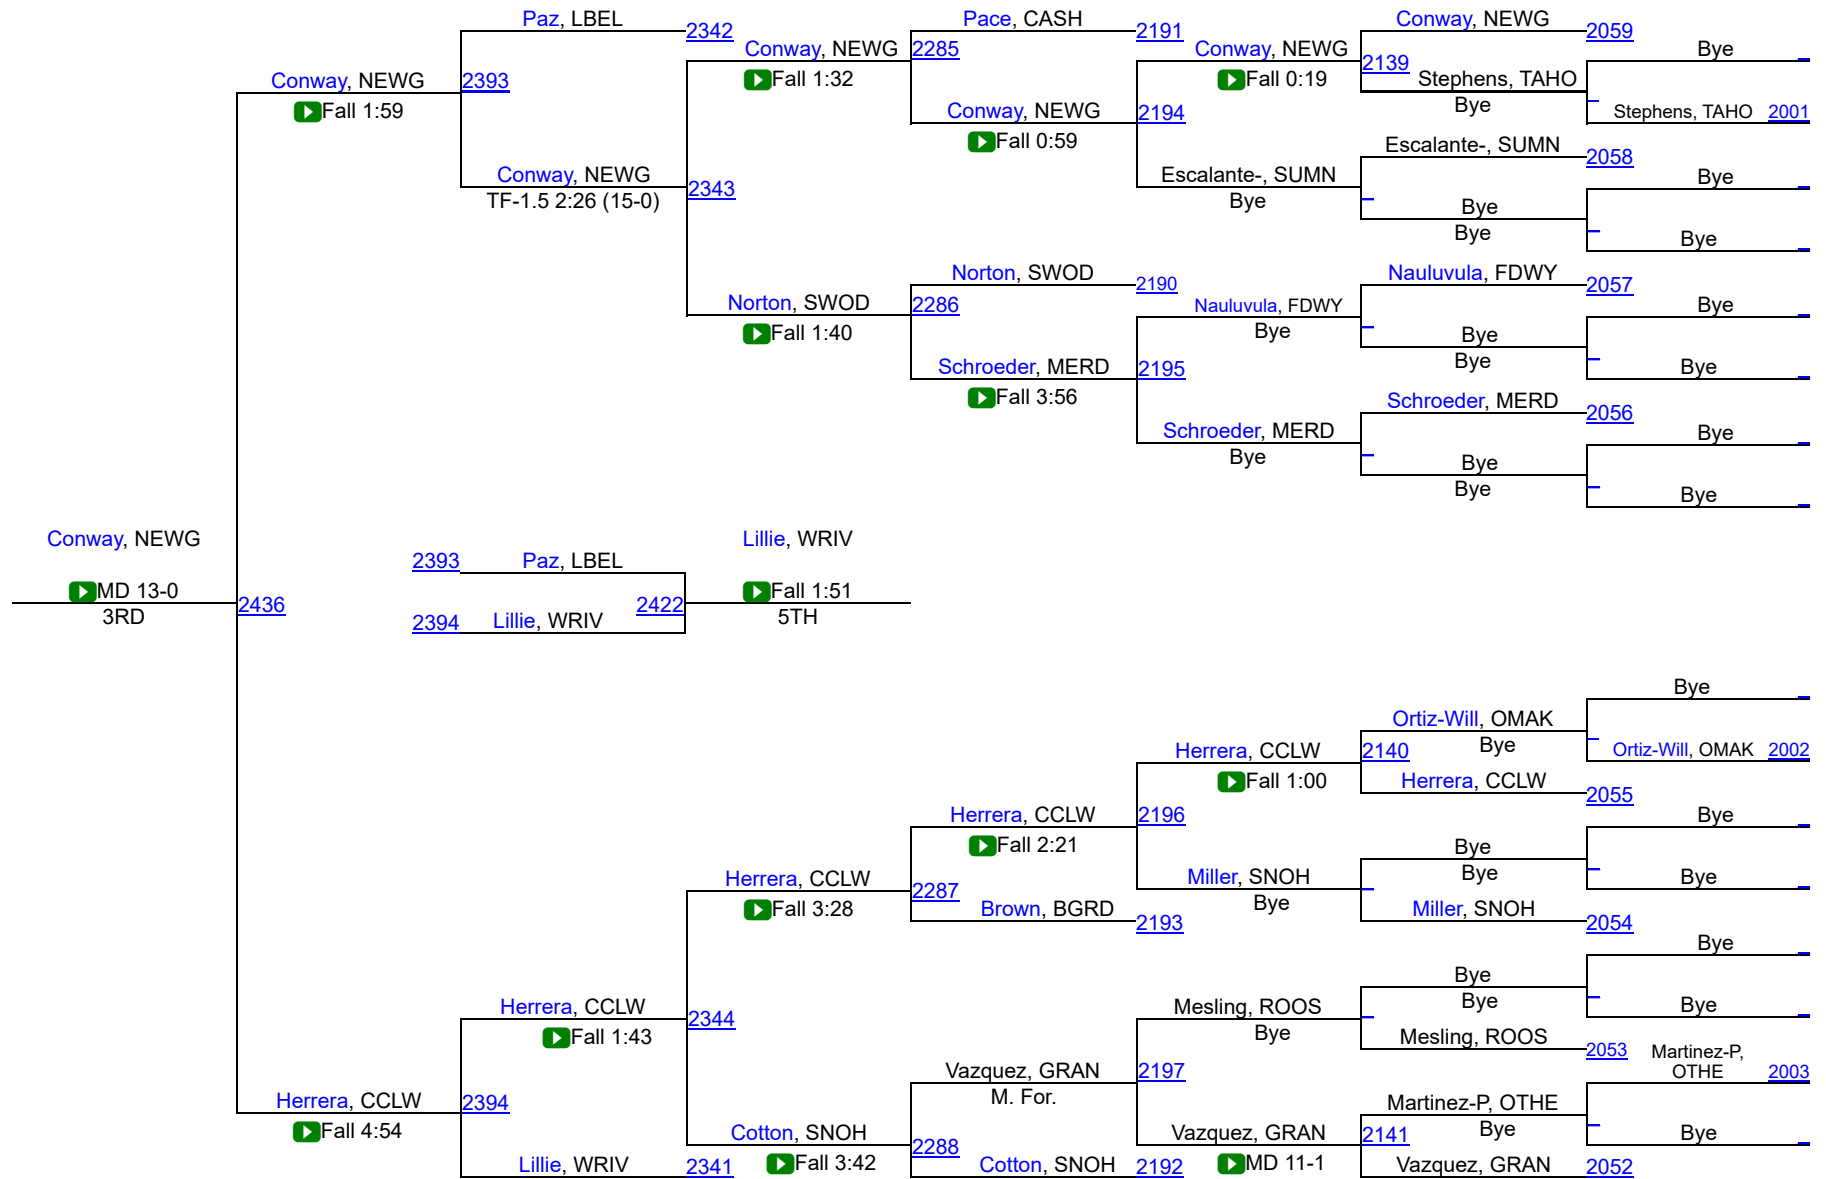 Paz, LBEL
2342
Pace, CASH
2191
Conway, NEWG
2059
Conway, NEWG
2285
Conway, NEWG
Bye
Conway, NEWG
2393
Fall 1:32
Fall 0:19
2139
Stephens, TAHO
Fall 1:59
Conway, NEWG
2194
Bye
Stephens, TAHO 2001
Fall 0:59
Escalante-, SUMN
2058
Conway, NEWG
2343
Escalante-, SUMN
Bye
TF-1.5 2:26 (15-0)
Bye
Bye
Bye
Bye
Norton, SWOD
2190
Nauluvula, FDWY
2057
Norton, SWOD
2286
Nauluvula, FDWY
Bye
Fall 1:40
Bye
Bye
Schroeder, MERD
2195
Bye
Bye
Fall 3:56
Schroeder, MERD
2056
Schroeder, MERD
Bye
Bye
Bye
Bye
Bye
Conway, NEWG
Lillie, WRIV
2393
Paz, LBEL
MD 13-0
Fall 1:51
2436
2422
3RD
2394
Lillie, WRIV
5TH
Bye
Ortiz-Will, OMAK
Herrera, CCLW
2140
Bye
Ortiz-Will, OMAK 2002
Fall 1:00
Herrera, CCLW
2055
Herrera, CCLW
2196
Bye
Fall 2:21
Bye
Herrera, CCLW
2287
Miller, SNOH
Bye
Bye
Fall 3:28
Brown, BGRD
2193
Bye
Miller, SNOH
2054
Bye
Bye
Herrera, CCLW
2344
Mesling, ROOS
Bye
Bye
Fall 1:43
Bye
Mesling, ROOS
2053
Martinez-P,
OTHE 2003
Vazquez, GRAN
2197
Herrera, CCLW
2394
M. For.
Martinez-P, OTHE
Fall 4:54
Cotton, SNOH
2288
Vazquez, GRAN
2141
Bye
Bye
Lillie, WRIV
2341
Fall 3:42
Cotton, SNOH
2192
MD 11-1
Vazquez, GRAN
2052